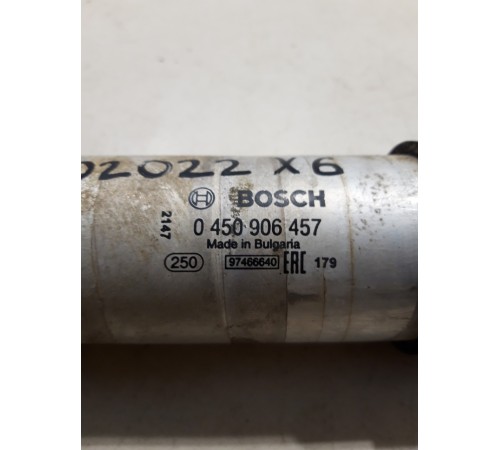 02022 X6
BOSCH
2147
0 450 906 457
Made in Bulgaria
250 97466640 EAC 179